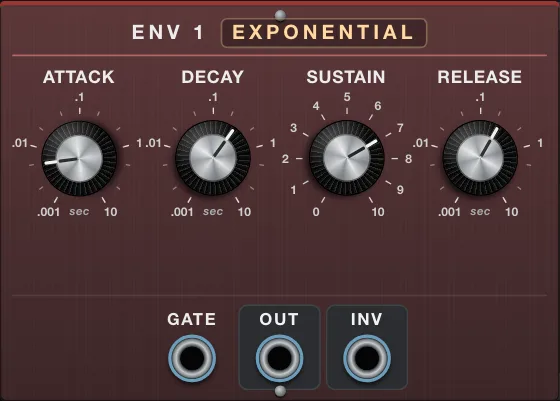 ENV 1 EXPONENTIAL
ATTACK DECAY SUSTAIN RELEASE
.1 .1 5 .1
4 6
3 7
.01 1 .01 1 2 8 .01 1
1 9
.001 sec 10 .001 sec 10 0 10 .001 sec 10
GATE OUT INV